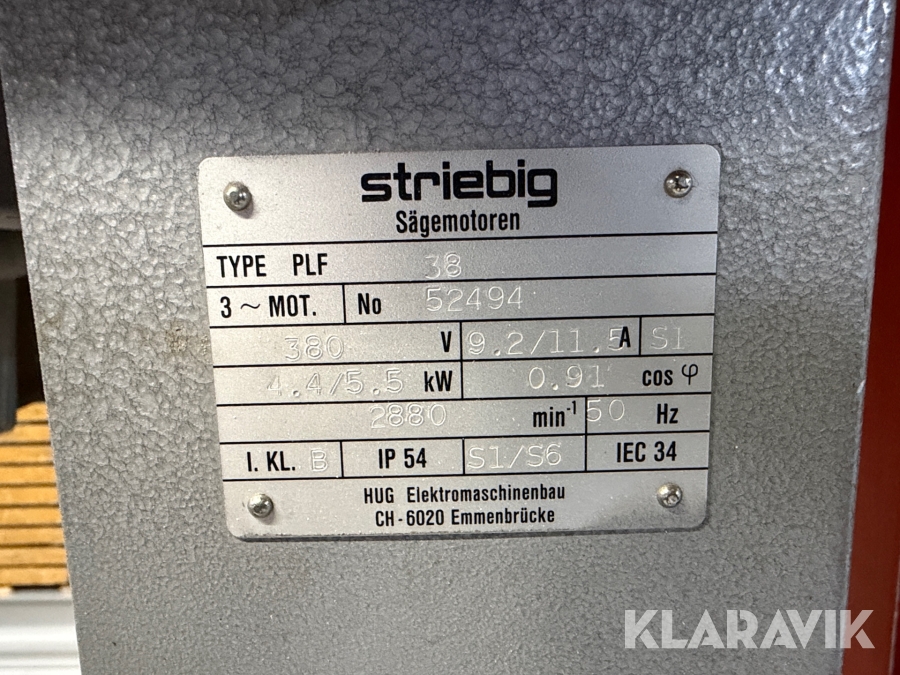 striebig
Sägemotoren
TYPE PLF 38
3 ~ MOT. No 52494
380 V 9.2/11.5 A S1
4.4/5.5 kW 0.91 cos φ
2880 min-1 50 Hz
I. KL. B IP 54 S1/S6 IEC 34
HUG Elektromaschinenbau
CH-6020 Emmenbrücke
KLARAVIK